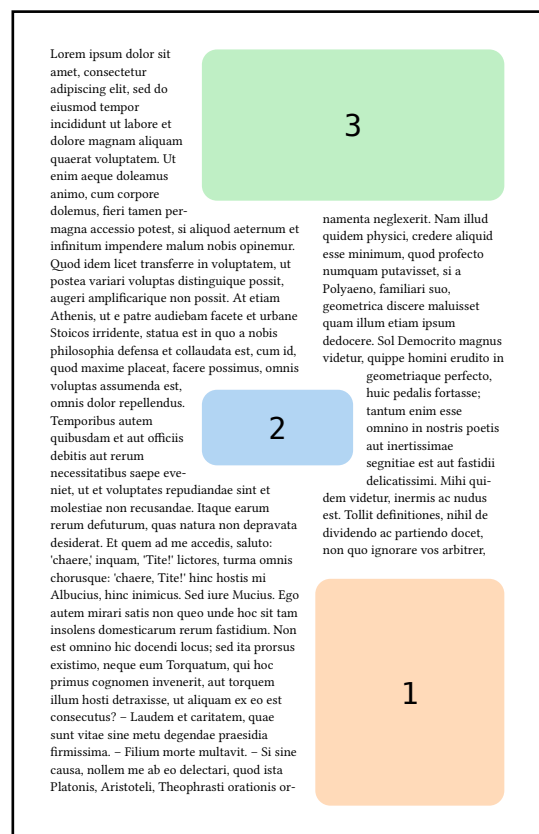 Lorem ipsum dolor sit
amet, consectetur
adipiscing elit, sed do
eiusmod tempor
incididunt ut labore et
dolore magnam aliquam
quaerat voluptatem. Ut
enim aeque doleamus
animo, cum corpore
dolemus, fieri tamen per-
magna accessio potest, si aliquod aeternum et
infinitum impendere malum nobis opinemur.
Quod idem licet transferre in voluptatem, ut
postea variari voluptas distinguique possit,
augeri amplificarique non possit. At etiam
Athenis, ut e patre audiebam facete et urbane
Stoicos irridente, statua est in quo a nobis
philosophia defensa et collaudata est, cum id,
quod maxime placeat, facere possimus, omnis
voluptas assumenda est,
omnis dolor repellendus.
Temporibus autem
quibusdam et aut officiis
debitis aut rerum
necessitatibus saepe eve-
niet, ut et voluptates repudiandae sint et
molestiae non recusandae. Itaque earum
rerum defuturum, quas natura non depravata
desiderat. Et quem ad me accedis, saluto:
'chaere,' inquam, 'Tite!' lictores, turma omnis
chorusque: 'chaere, Tite!' hinc hostis mi
Albucius, hinc inimicus. Sed iure Mucius. Ego
autem mirari satis non queo unde hoc sit tam
insolens domesticarum rerum fastidium. Non
est omnino hic docendi locus; sed ita prorsus
existimo, neque eum Torquatum, qui hoc
primus cognomen invenerit, aut torquem
illum hosti detraxisse, ut aliquam ex eo est
consecutus? – Laudem et caritatem, quae
sunt vitae sine metu degendae praesidia
firmissima. – Filium morte multavit. – Si sine
causa, nollem me ab eo delectari, quod ista
Platonis, Aristoteli, Theophrasti orationis or-
3
namenta neglexerit. Nam illud
quidem physici, credere aliquid
esse minimum, quod profecto
numquam putavisset, si a
Polyaeno, familiari suo,
geometrica discere maluisset
quam illum etiam ipsum
dedocere. Sol Democrito magnus
videtur, quippe homini erudito in
geometriaque perfecto,
huic pedalis fortasse;
tantum enim esse
omnino in nostris poetis
aut inertissimae
segnitiae est aut fastidii
delicatissimi. Mihi qui-
dem videtur, inermis ac nudus
est. Tollit definitiones, nihil de
dividendo ac partiendo docet,
non quo ignorare vos arbitrer,
2
1